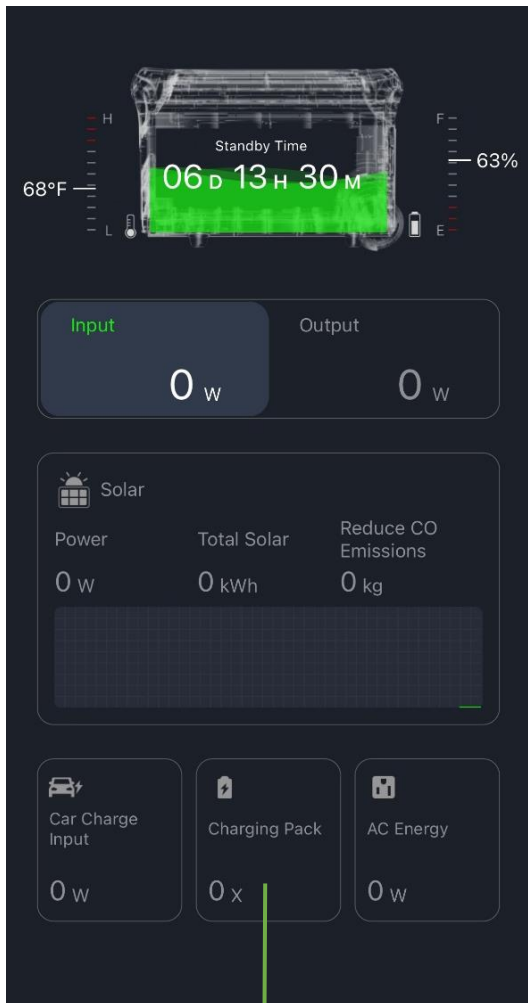 H
F
Standby Time
63%
06 D 13 H 30 M
68°F
L
E
Input
Output
0 W
0 W
Solar
Power
Total Solar
Reduce CO
Emissions
0 W
0 kWh
0 kg
Car Charge
Input
Charging Pack
AC Energy
0 W
0 X
0 W